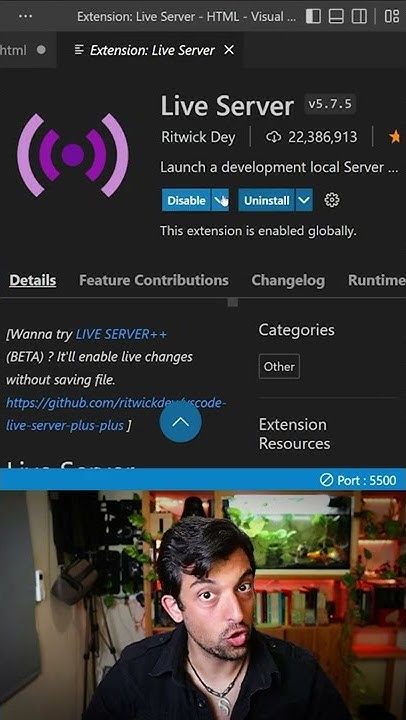 Extension: Live Server - HTML - Visual ...
html
Extension: Live Server
Live Server v5.7.5
Ritwick Dey 22,386,913
Launch a development local Server ...
Disable Uninstall
This extension is enabled globally.
Details Feature Contributions Changelog Runtime
[Wanna try LIVE SERVER++
(BETA) ? It'll enable live changes
without saving file.
https://github.com/ritwickdey/vscode-
live-server-plus-plus ]
Live Server
Categories
Other
Extension
Resources
Port : 5500